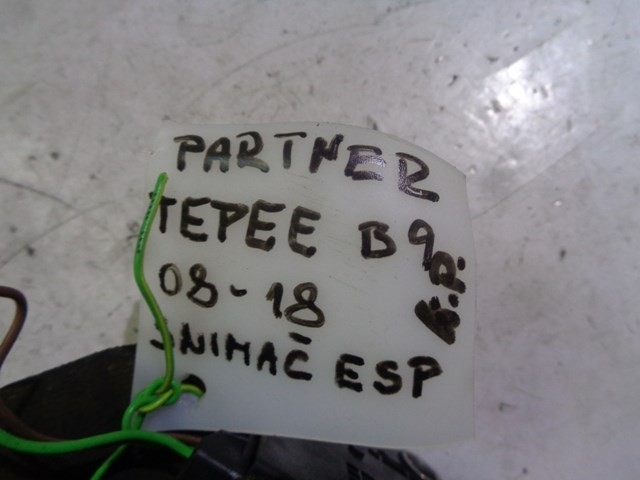 PARTNER
TEPEE B9
08-18
SNIMAČ ESP